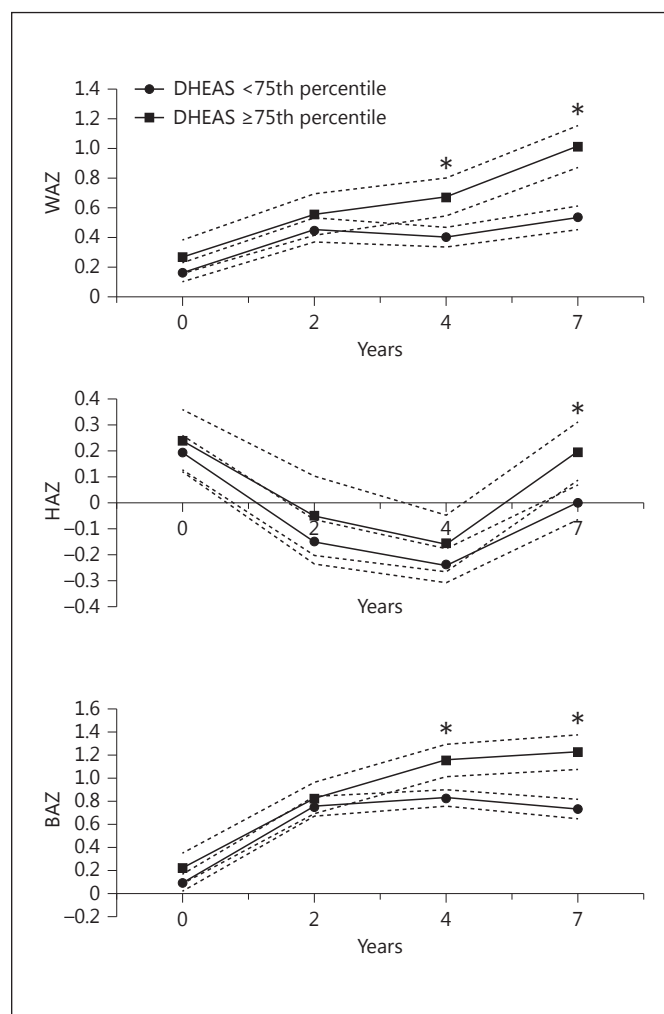 DHEAS <75th percentile
DHEAS ≥75th percentile
WAZ
1.4
1.2
1.0
0.8
0.6
0.4
0.2
0
*
*
0 2 4 7
Years
HAZ
0.4
0.3
0.2
0.1
0
–0.1
–0.2
–0.3
–0.4
*
0 2 4 7
Years
BAZ
1.6
1.4
1.2
1.0
0.8
0.6
0.4
0.2
0
–0.2
*
*
0 2 4 7
Years